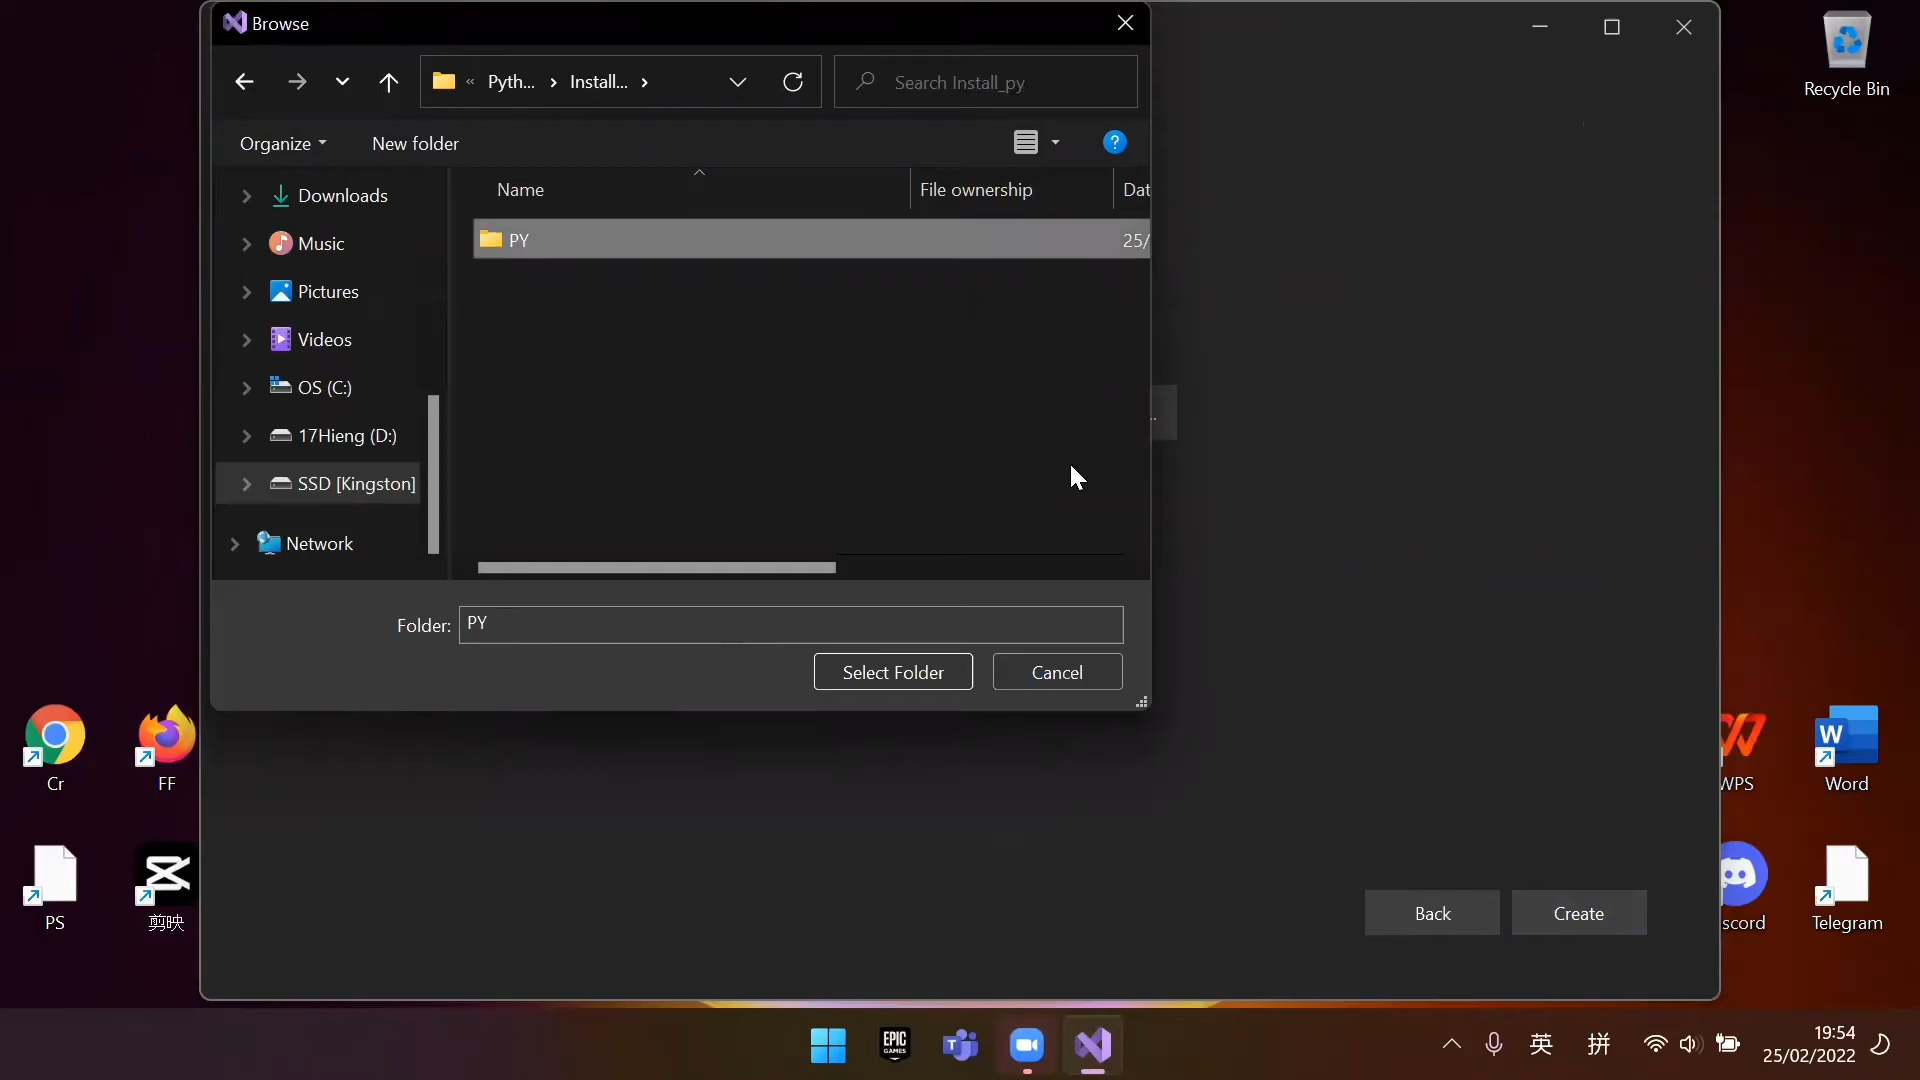 Browse
Recycle Bin
« Pyth... > Install... >
Search Install_py
Organize
New folder
?
Name
File ownership
Dat
Downloads
PY
25/
Music
Pictures
Videos
OS (C:)
17Hieng (D:)
SSD [Kingston]
Network
Folder:
PY
Select Folder
Cancel
Cr
FF
WPS
W
Word
PS
剪映
scord
Telegram
Back
Create
EPIC
GAMES
T
英
拼
19:54
25/02/2022